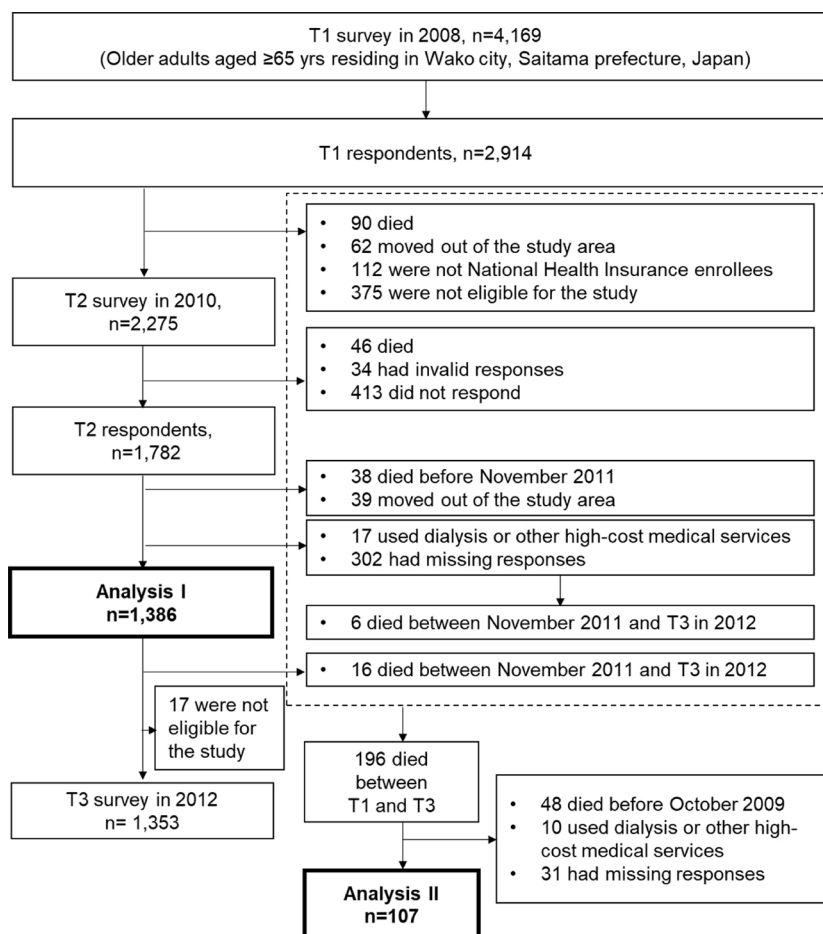 T1 survey in 2008, n=4,169
(Older adults aged ≥65 yrs residing in Wako city, Saitama prefecture, Japan)
T1 respondents, n=2,914
• 90 died
• 62 moved out of the study area
• 112 were not National Health Insurance enrollees
• 375 were not eligible for the study
T2 survey in 2010,
n=2,275
• 46 died
• 34 had invalid responses
• 413 did not respond
T2 respondents,
n=1,782
• 38 died before November 2011
• 39 moved out of the study area
• 17 used dialysis or other high-cost medical services
• 302 had missing responses
Analysis I
n=1,386
• 6 died between November 2011 and T3 in 2012
• 16 died between November 2011 and T3 in 2012
17 were not
eligible for
the study
T3 survey in 2012
n= 1,353
196 died
between
T1 and T3
• 48 died before October 2009
• 10 used dialysis or other high-
cost medical services
• 31 had missing responses
Analysis II
n=107